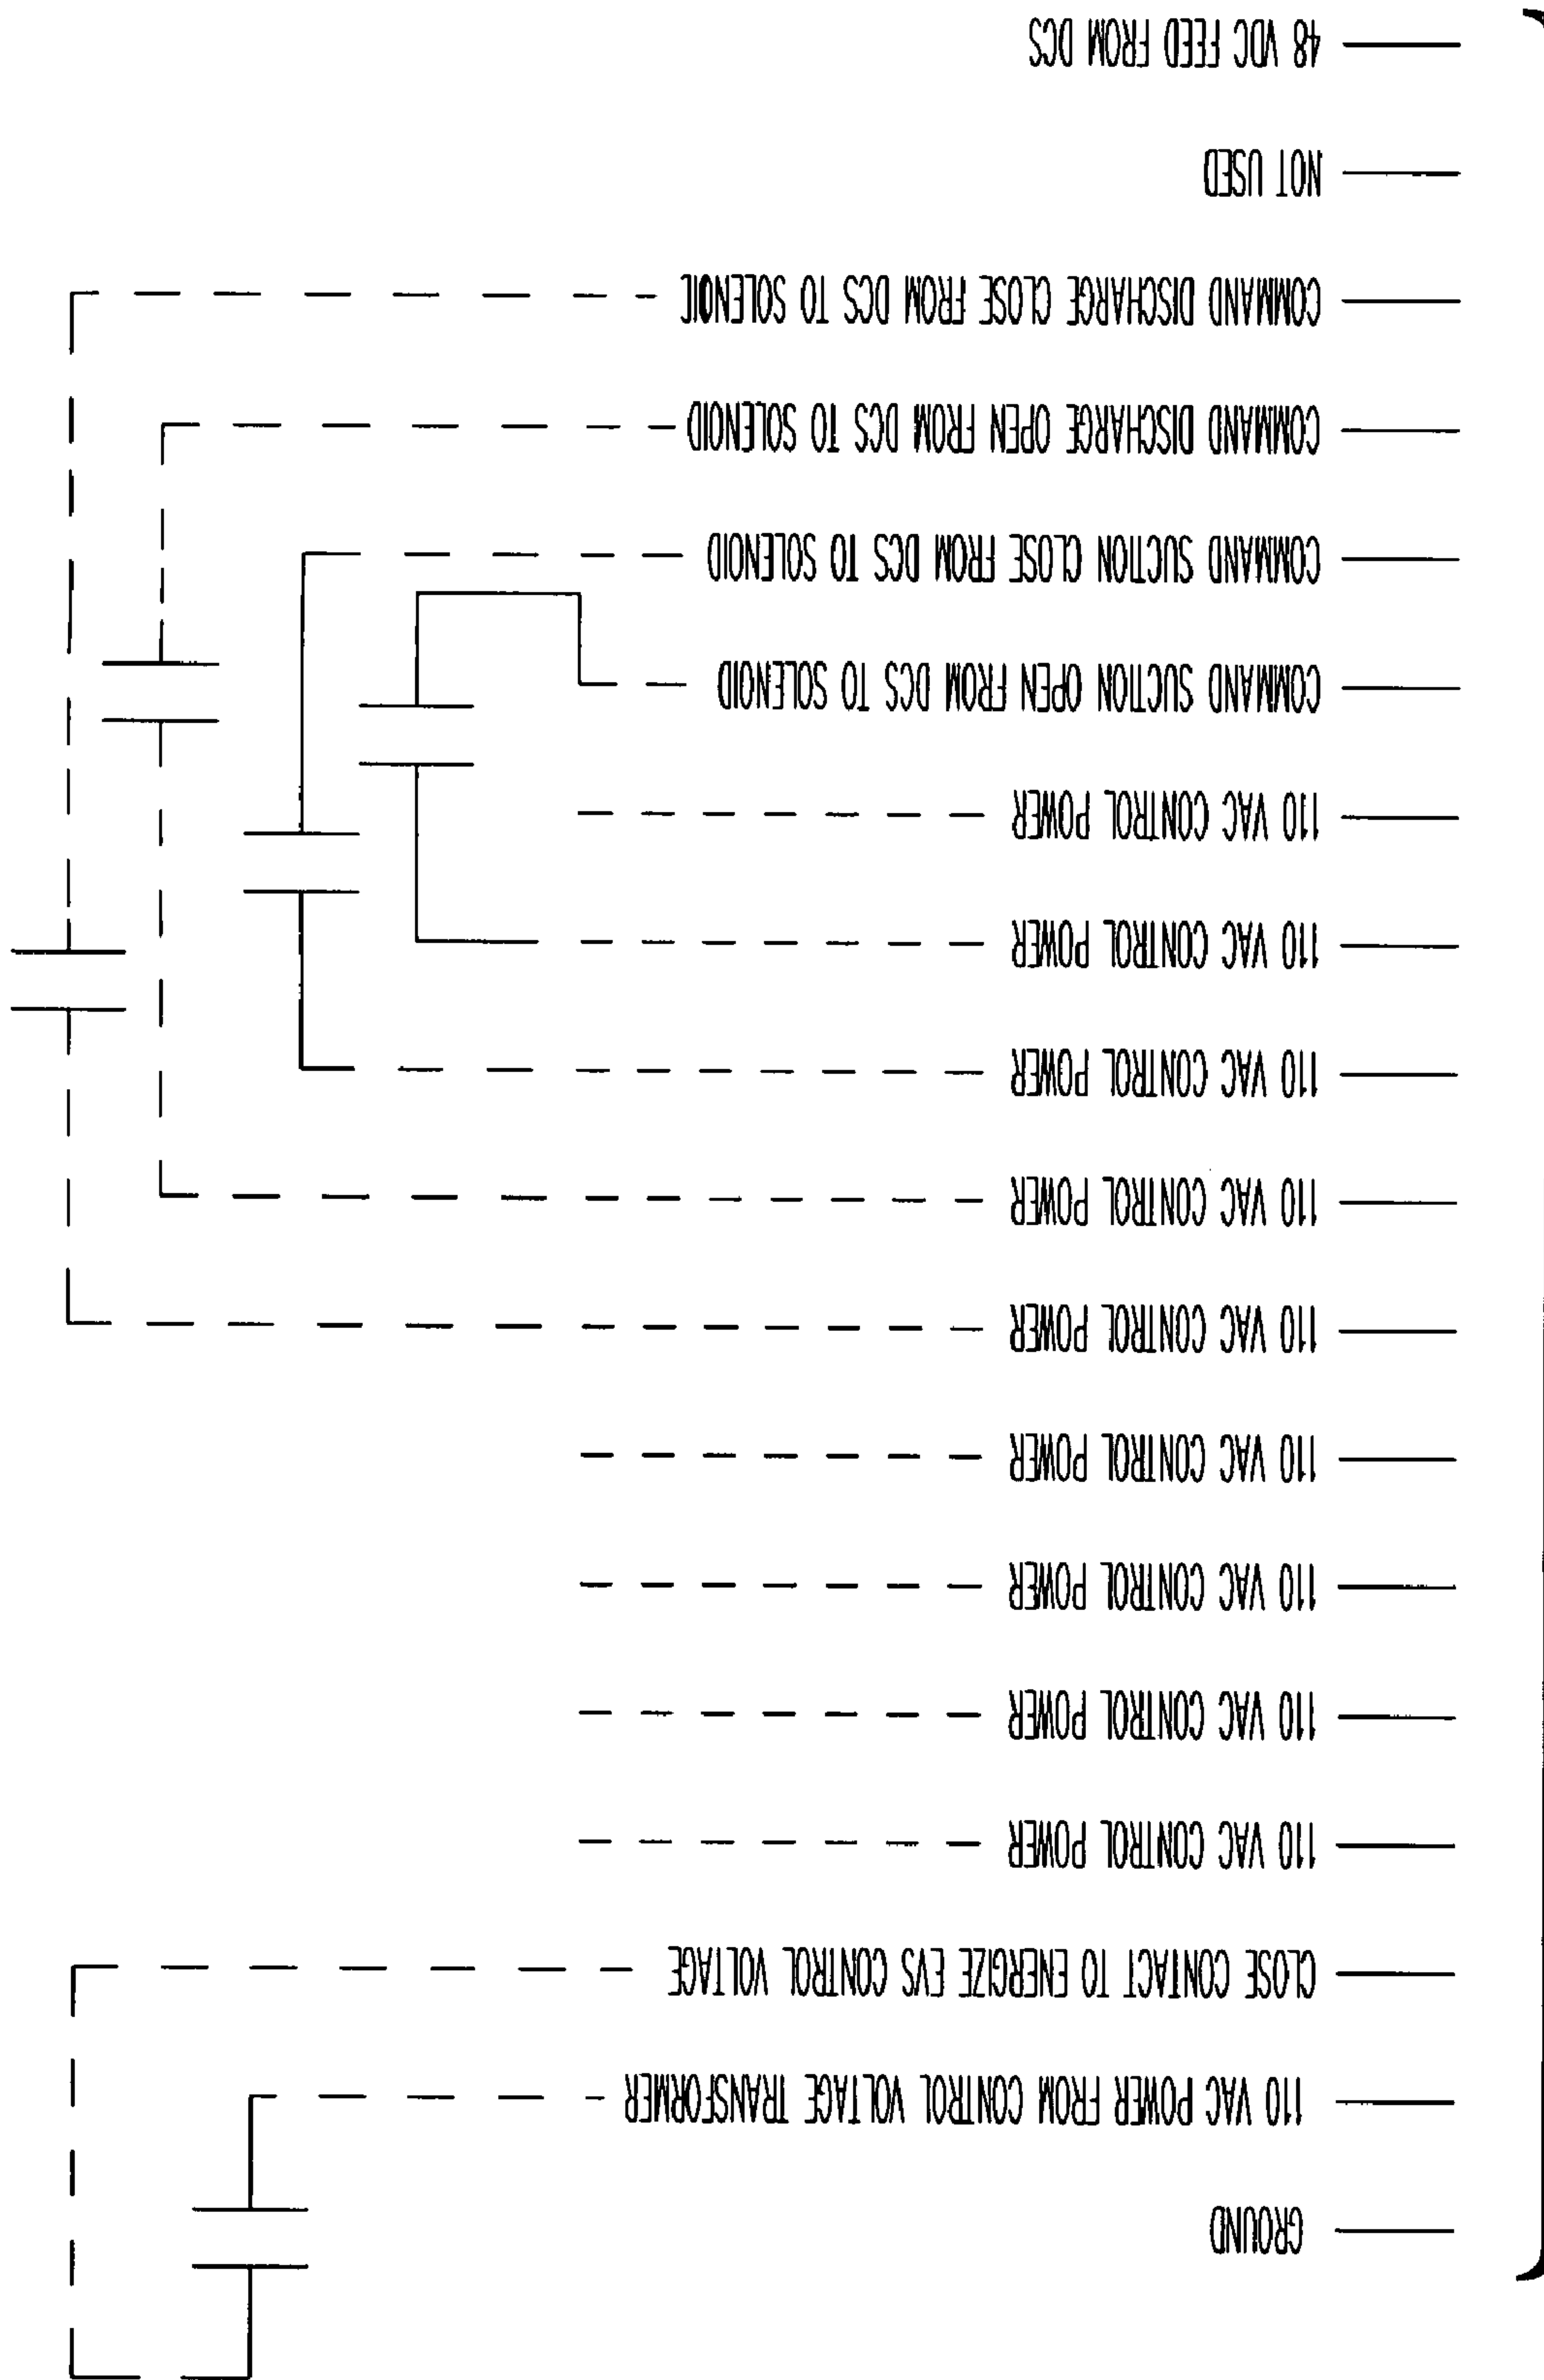 GROUND
110 VAC POWER FROM CONTROL VOLTAGE TRANSFORMER
CLOSE CONTACT TO ENERGIZE EVS CONTROL VOLTAGE
110 VAC CONTROL POWER
110 VAC CONTROL POWER
110 VAC CONTROL POWER
110 VAC CONTROL POWER
110 VAC CONTROL POWER
110 VAC CONTROL POWER
110 VAC CONTROL POWER
110 VAC CONTROL POWER
110 VAC CONTROL POWER
COMMAND SUCTION OPEN FROM DCS TO SOLENOID
COMMAND SUCTION CLOSE FROM DCS TO SOLENOID
COMMAND DISCHARGE OPEN FROM DCS TO SOLENOID
COMMAND DISCHARGE CLOSE FROM DCS TO SOLENOID
NOT USED
48 VDC FEED FROM DCS